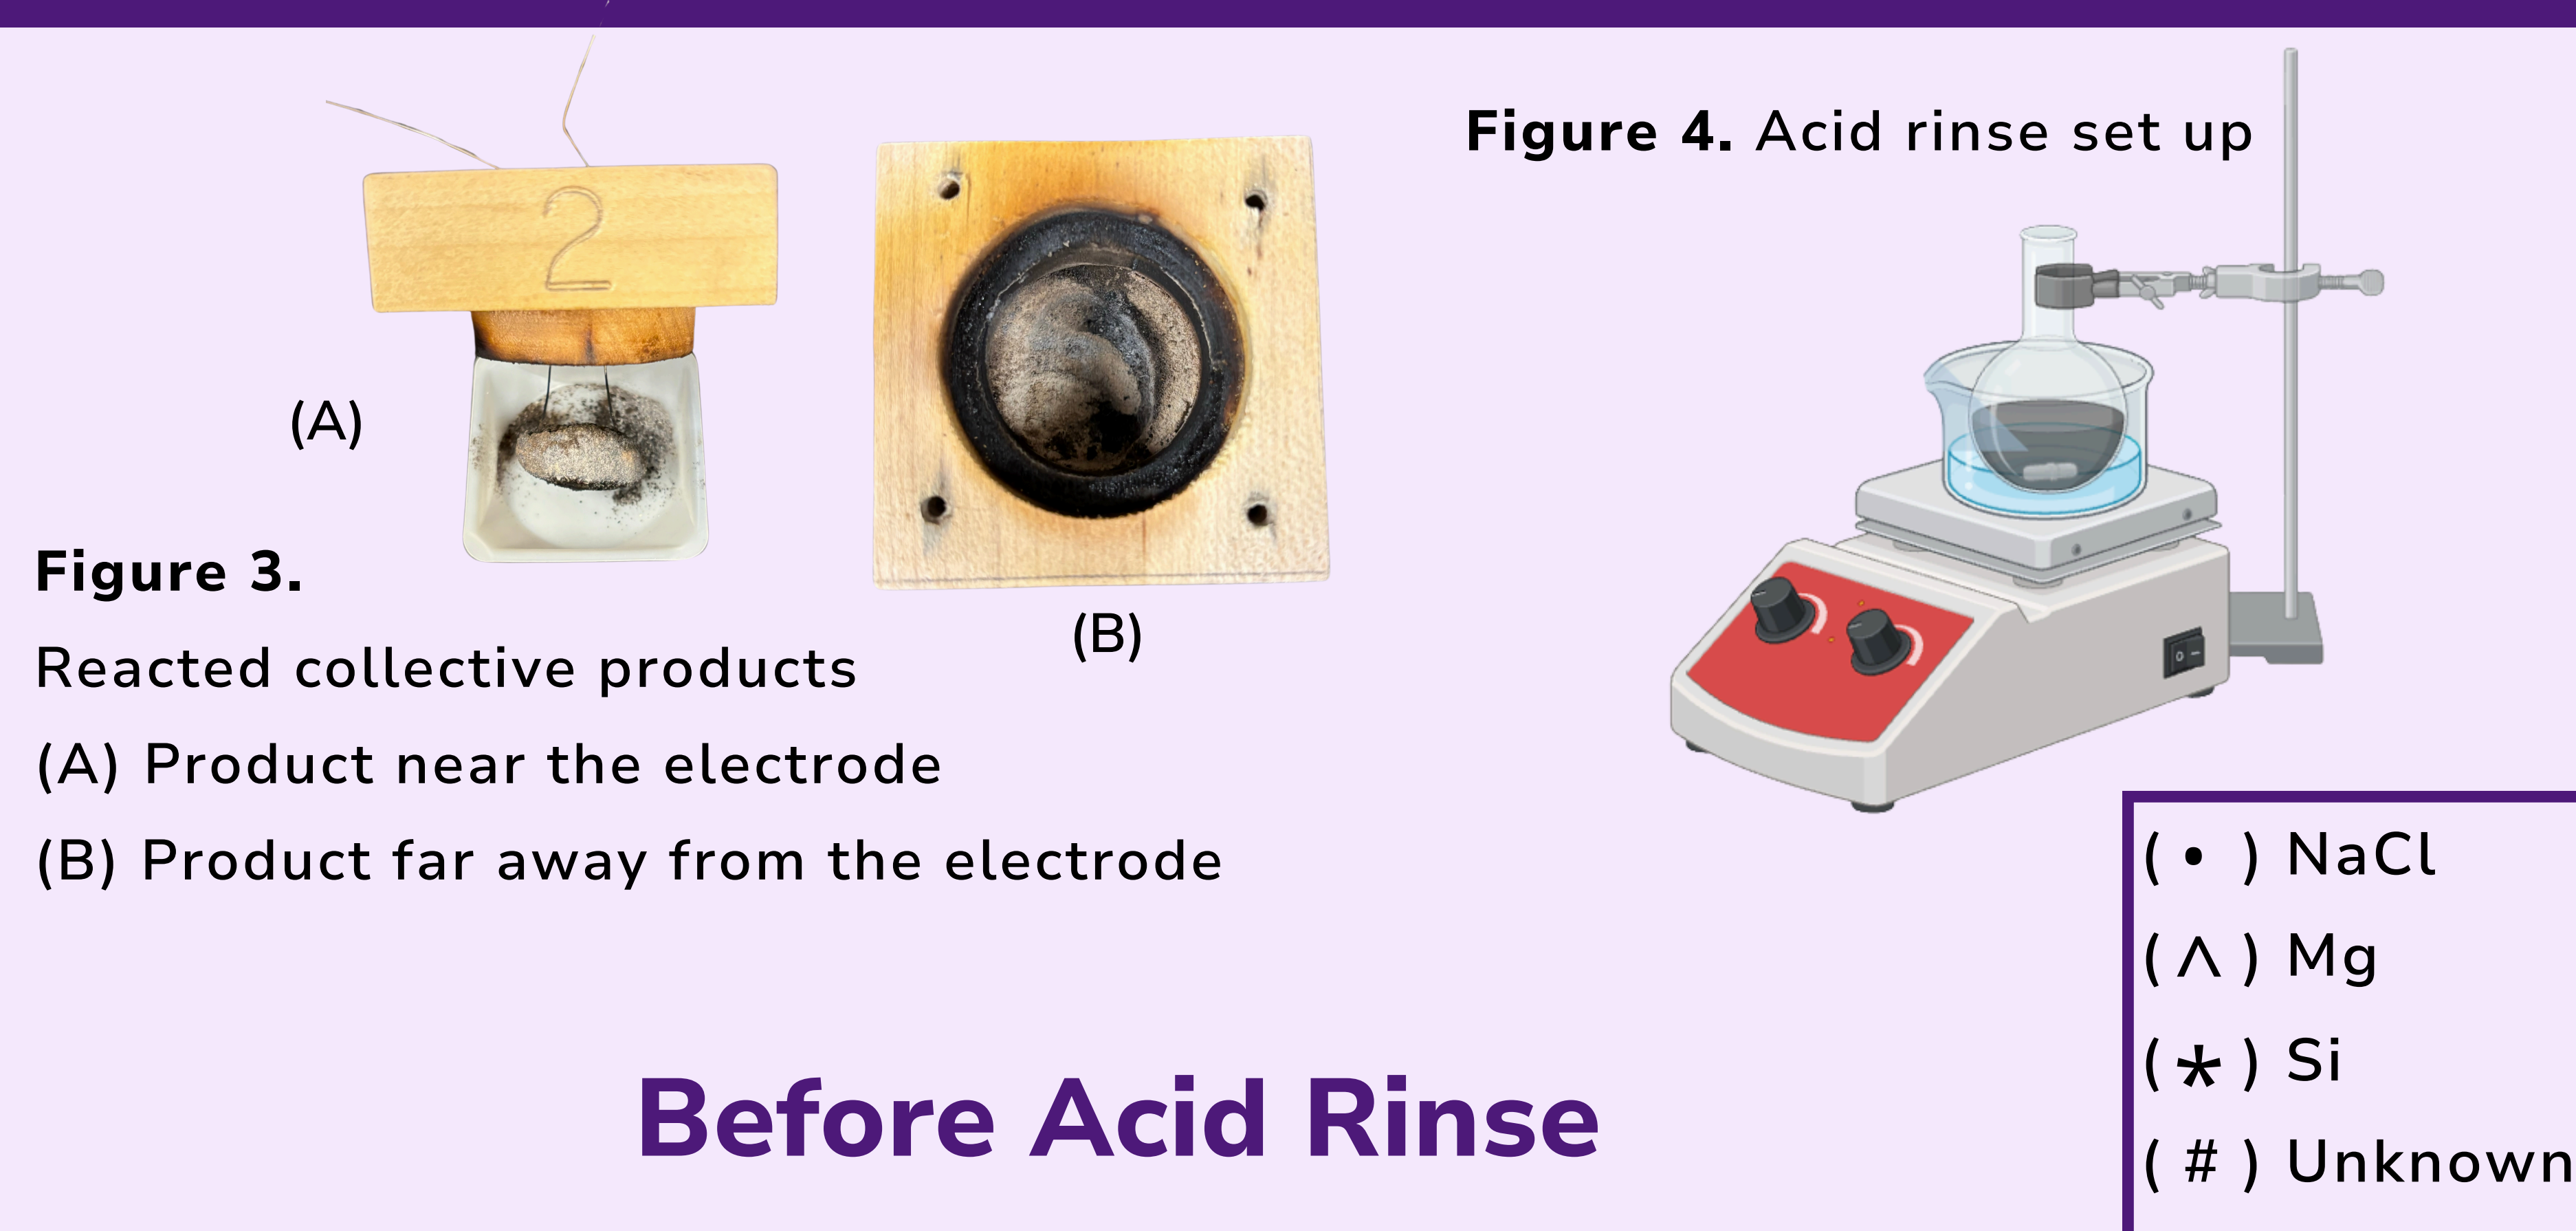 2
Figure 4. Acid rinse set up
(A)
(B)
Figure 3.
Reacted collective products
(A) Product near the electrode
(B) Product far away from the electrode
Before Acid Rinse
( • ) NaCl
( ^ ) Mg
( * ) Si
( # ) Unknown